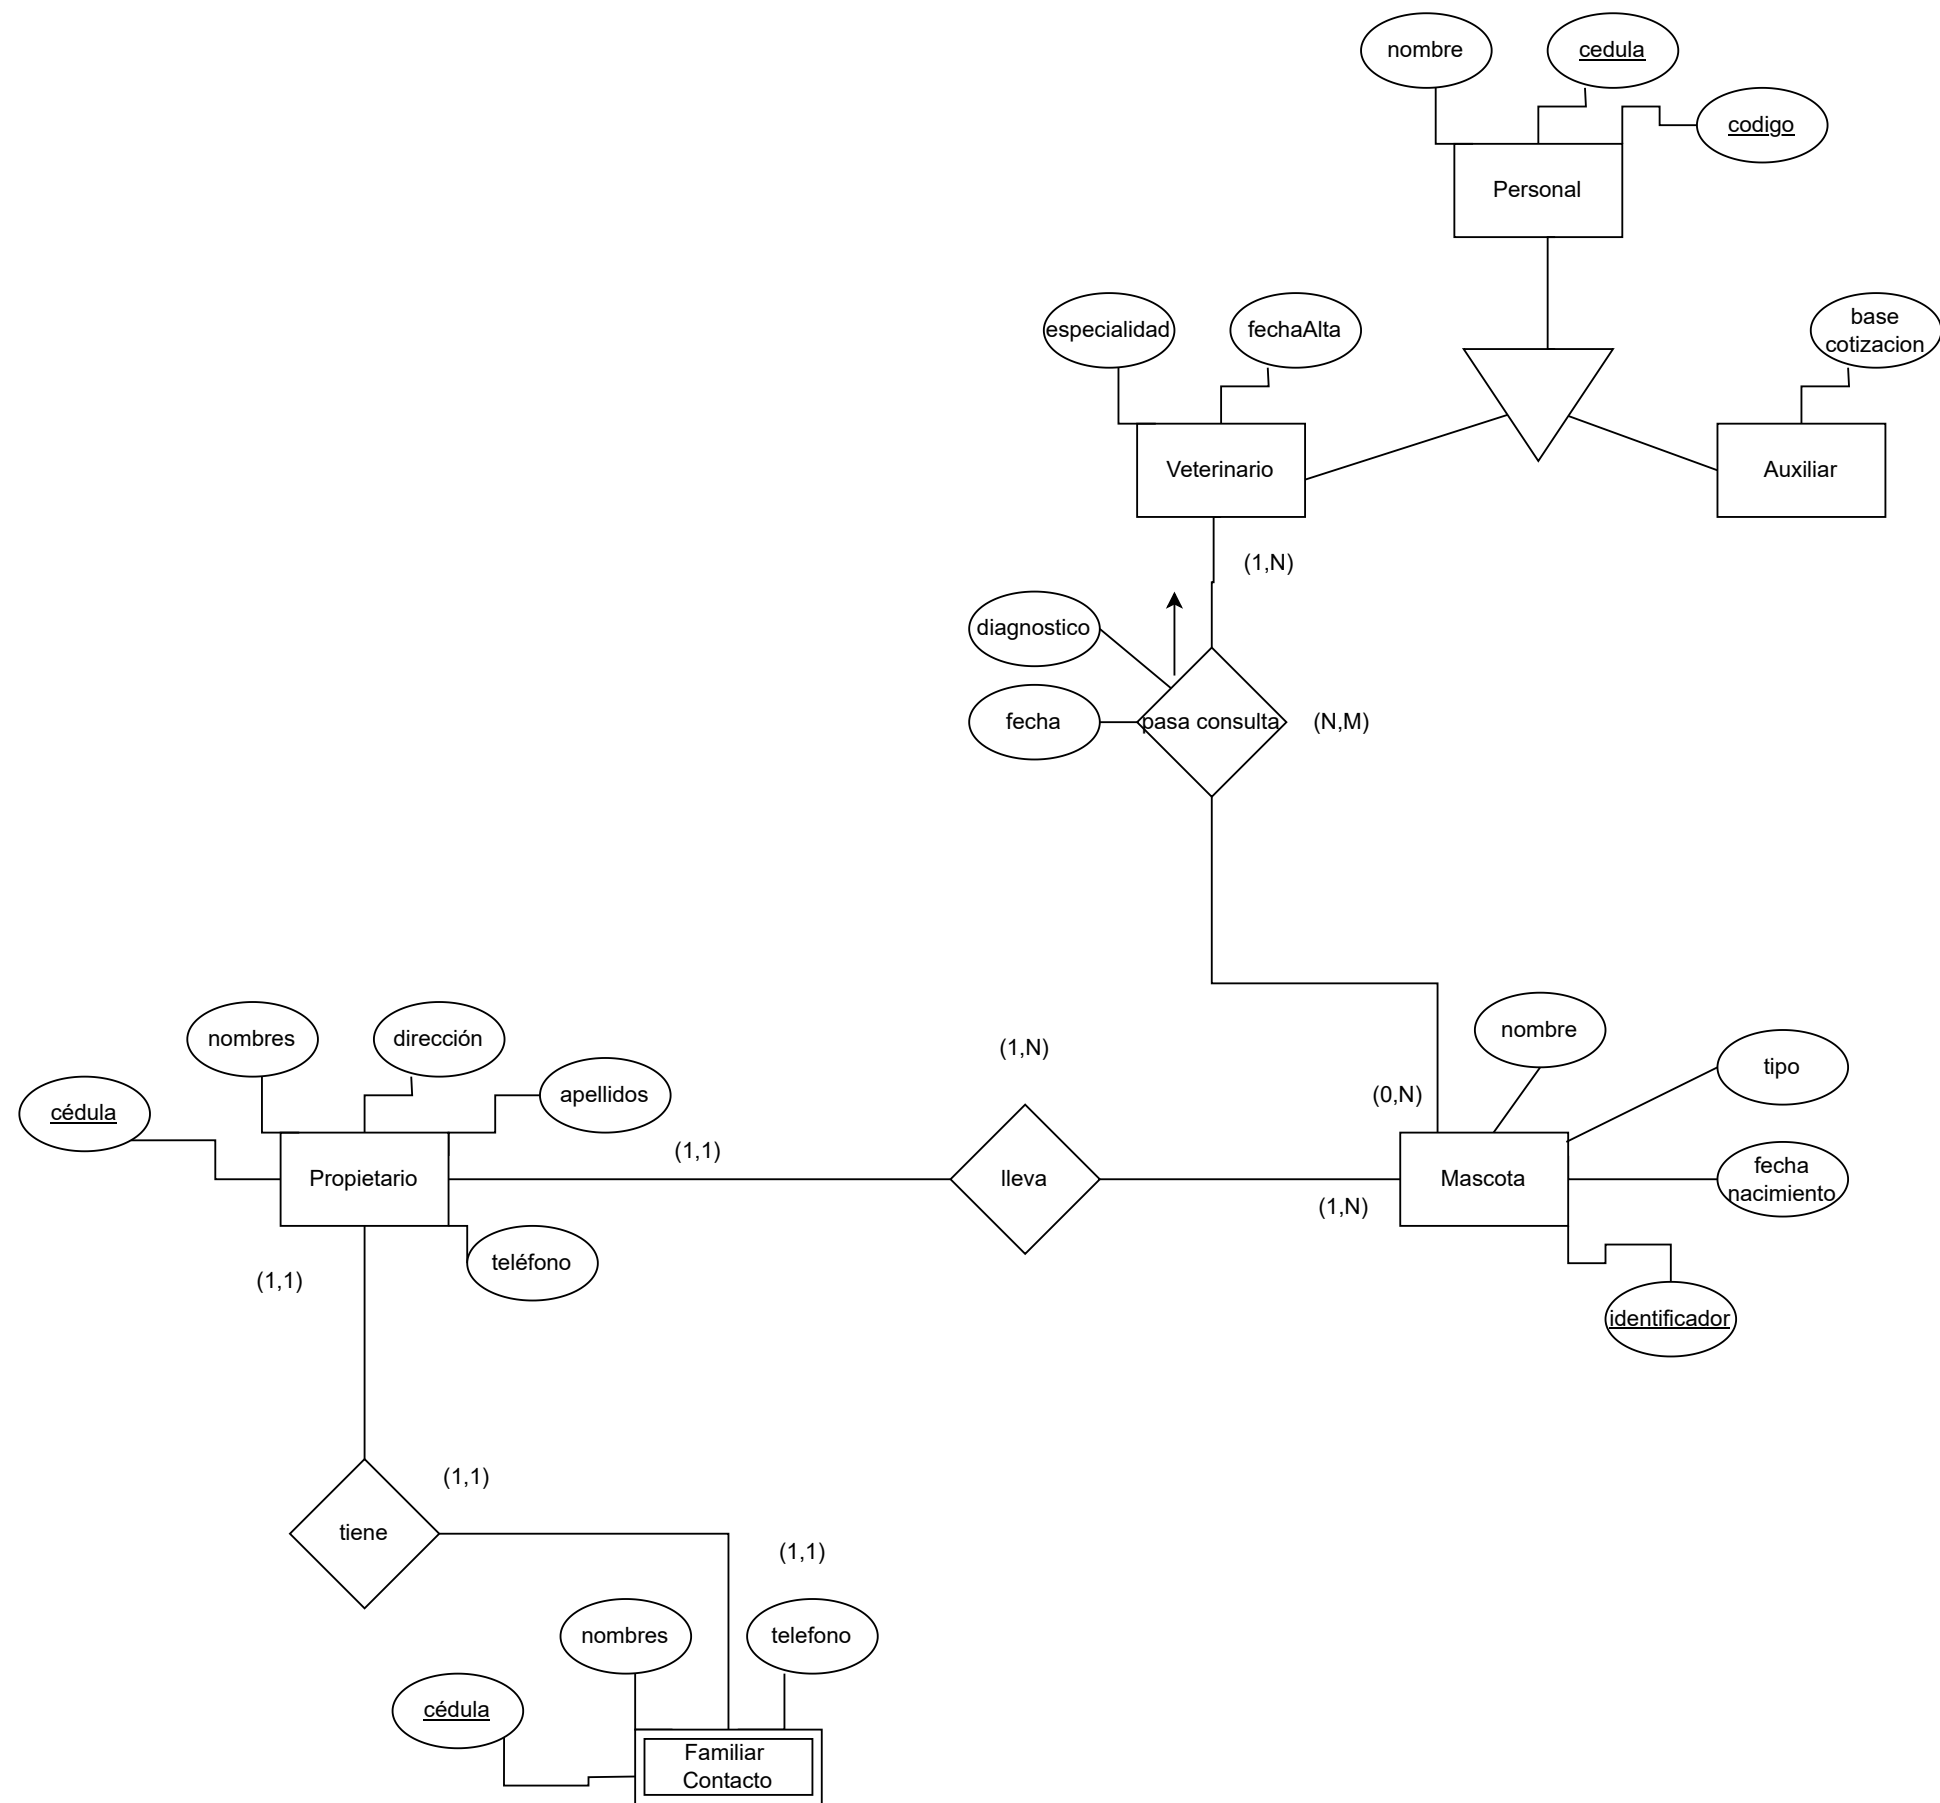 nombre
cedula
codigo
Personal
especialidad
fechaAlta
base
cotizacion
Veterinario
Auxiliar
(1,N)
diagnostico
fecha
pasa consulta
(N,M)
nombres
dirección
apellidos
cédula
(1,N)
(0,N)
nombre
tipo
(1,1)
Propietario
lleva
Mascota
fecha
nacimiento
(1,N)
teléfono
(1,1)
identificador
(1,1)
tiene
(1,1)
nombres
telefono
cédula
Familiar
Contacto